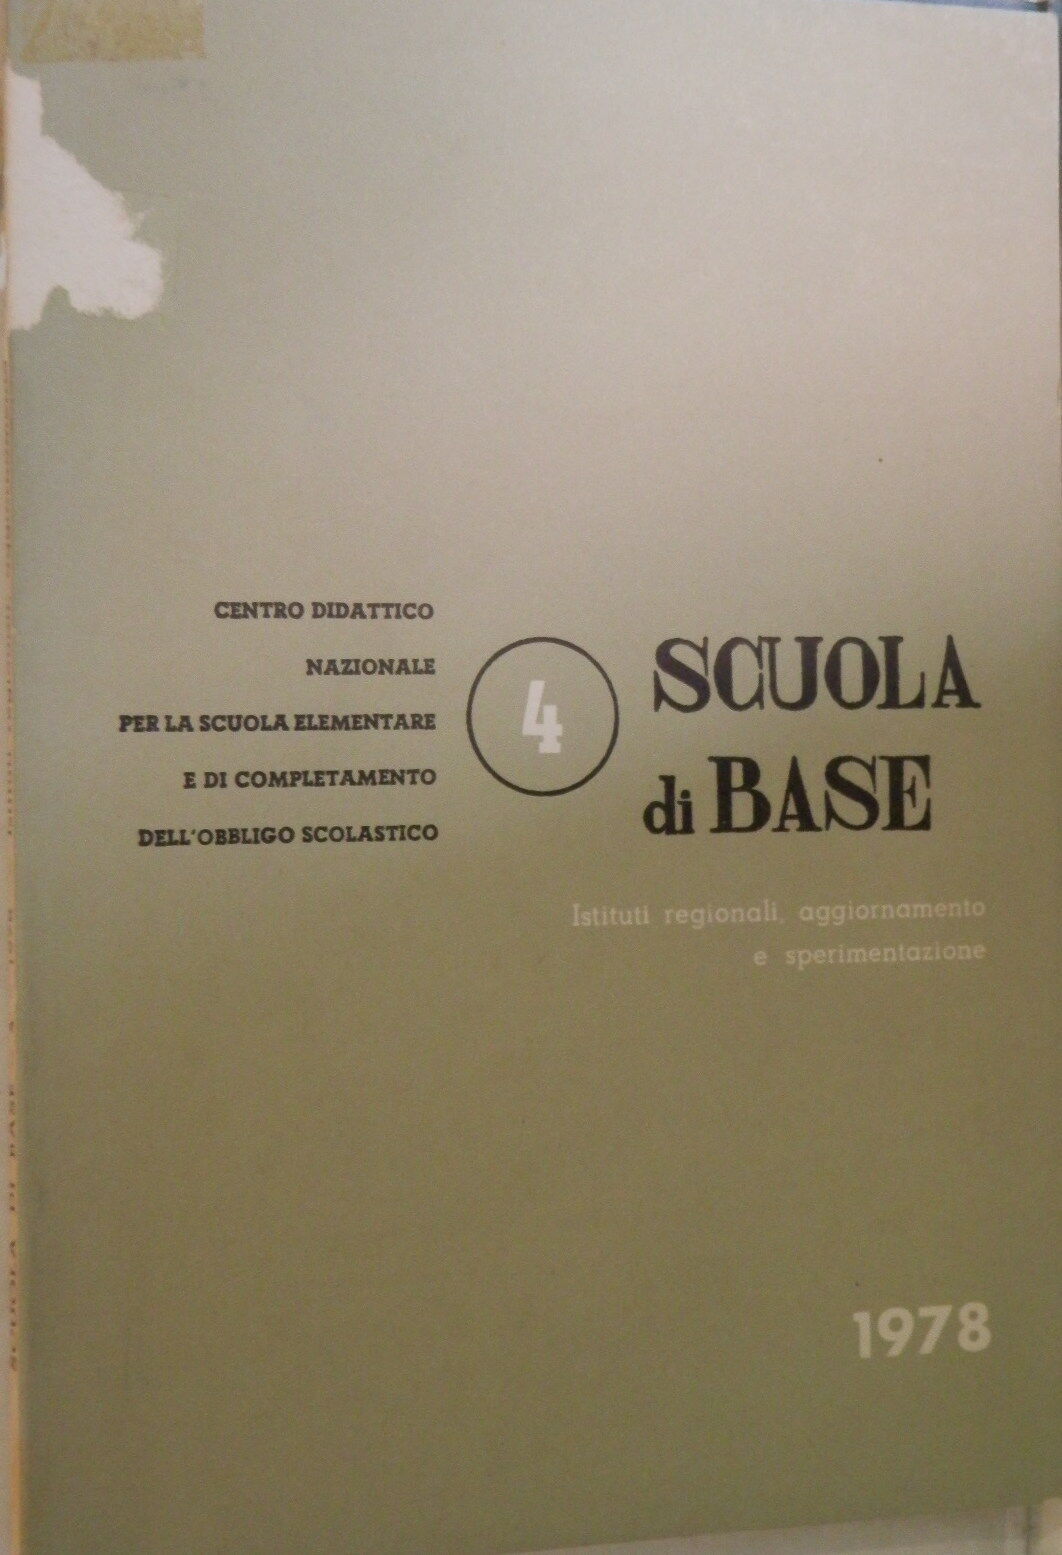 CENTRO DIDATTICO
NAZIONALE
PER LA SCUOLA ELEMENTARE
E DI COMPLETAMENTO
DELL'OBBLIGO SCOLASTICO
4
SCUOLA
di BASE
Istituti regionali, aggiornamento
e sperimentazione
1978